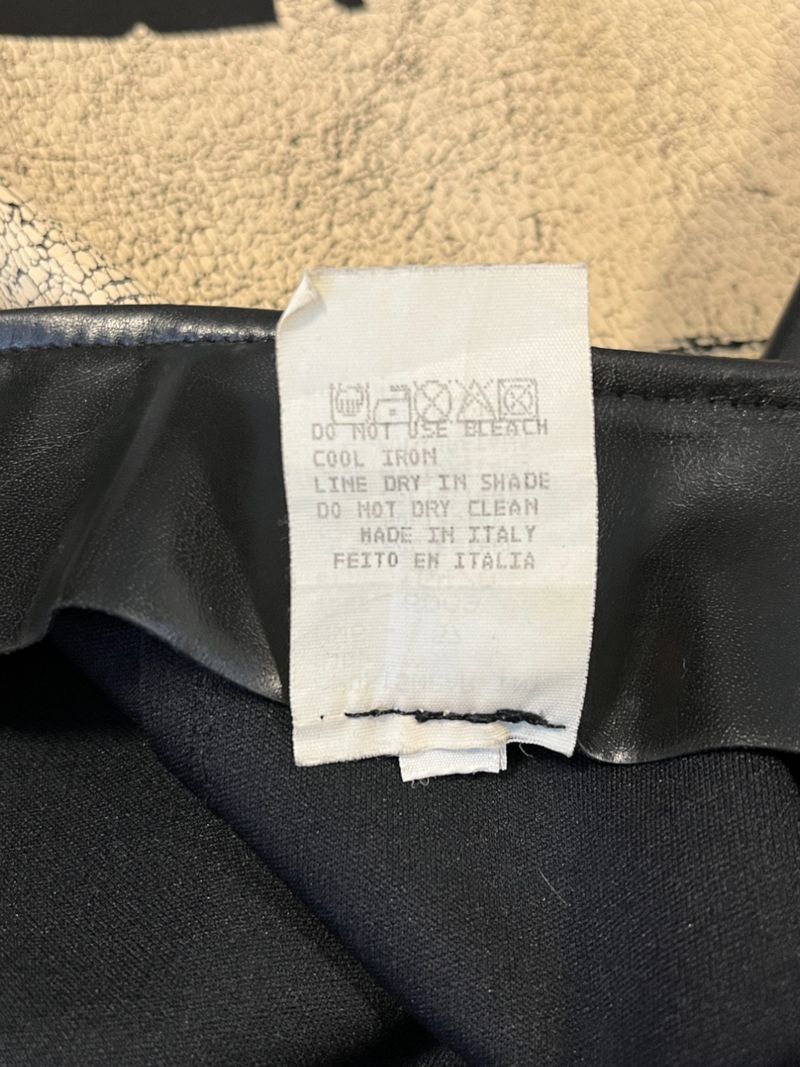 DO NOT USE BLEACH
COOL IRON
LINE DRY IN SHADE
DO NOT DRY CLEAN
MADE IN ITALY
FEITO EN ITALIA